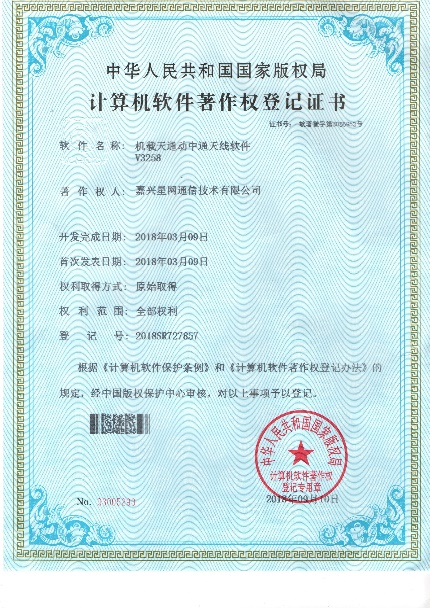 中华人民共和国国家版权局
计算机软件著作权登记证书
证书号：软著登字第
软件名称：机载天通动中通天线软件
V3258
著作权人：嘉兴星网通信技术有限公司
开发完成日期：2018年03月09日
首次发表日期：2018年03月09日
权利取得方式：原始取得
权利范围：全部权利
登记号：2018SR727857
根据《计算机软件保护条例》和《计算机软件著作权登记办法》的
规定，经中国版权保护中心审核，对以上事项予以登记。
中华人民共和国国家版权局
计算机软件著作权
登记专用章
No.
2018年09月10日